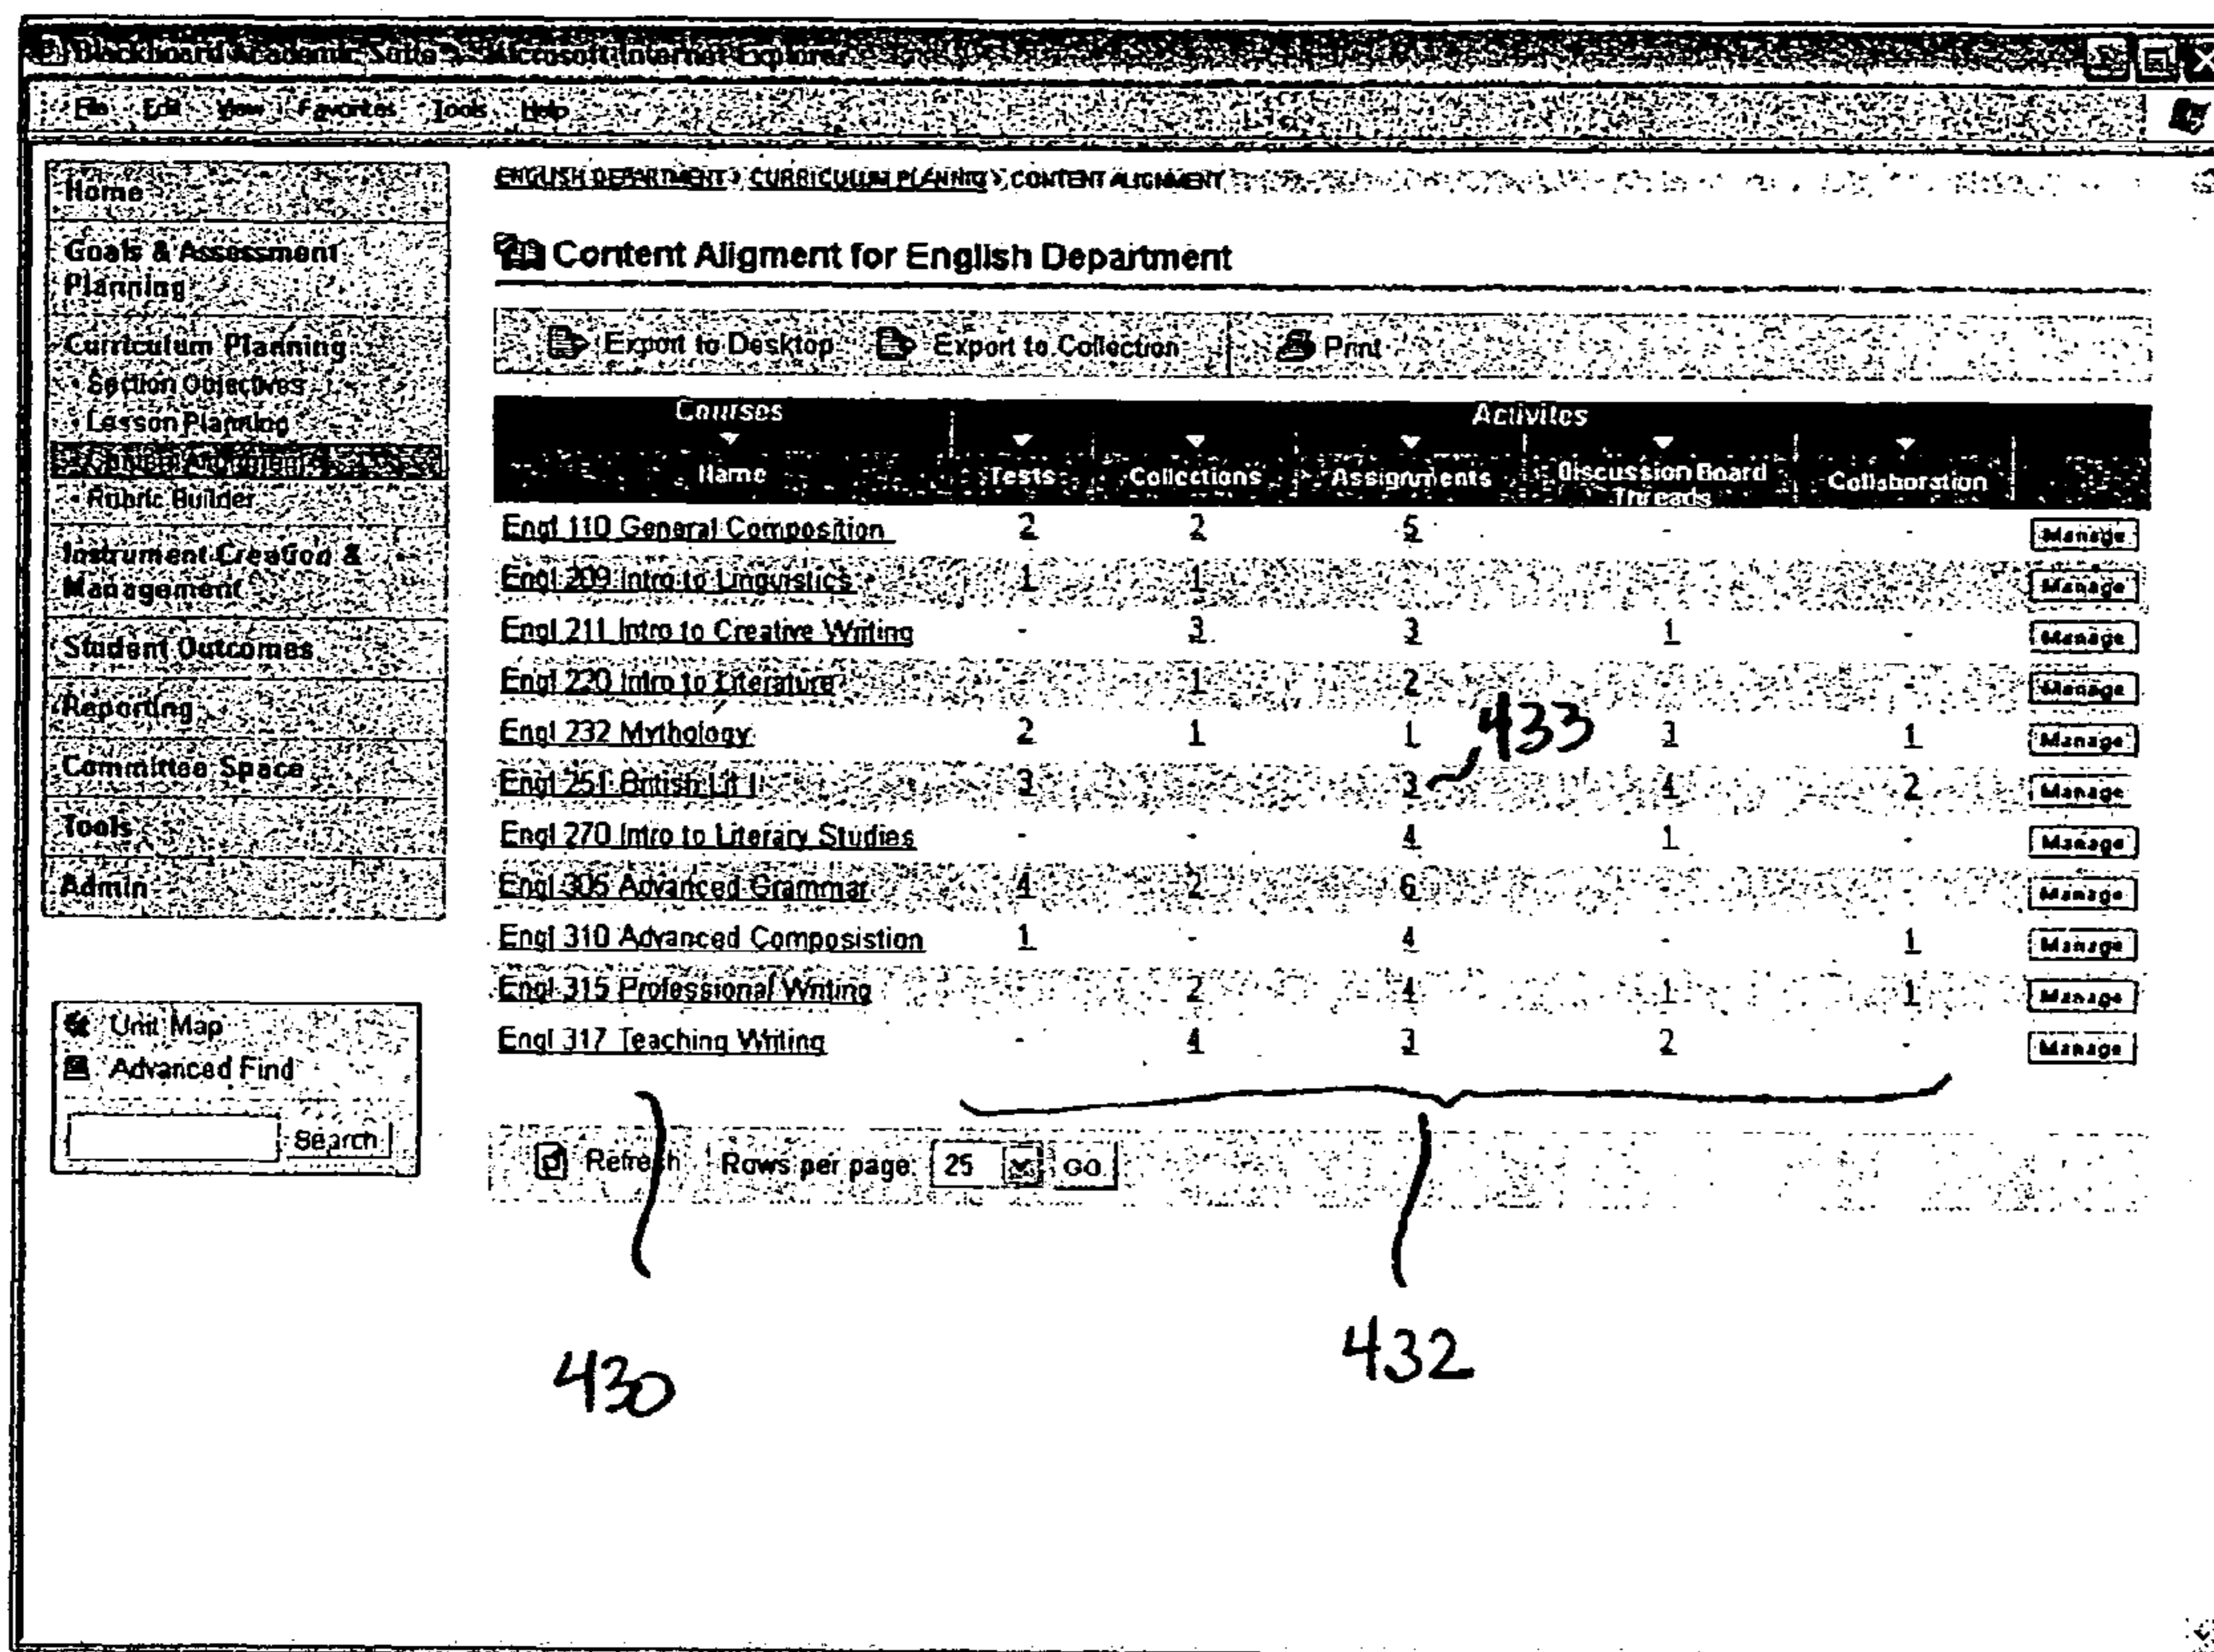 Blackboard Academic Suite - Microsoft Internet Explorer
File Edit View Favorites Tools Help
Home
Goals & Assessment
Planning
Curriculum Planning
Section Objectives
Lesson Planning
Content Alignment
Rubric Builder
Instrument Creation &
Management
Student Outcomes
Reporting
Committee Space
Tools
Admin
Unit Map
Advanced Find
Search
ENGLISH DEPARTMENT > CURRICULUM PLANNING > CONTENT ALIGNMENT
Content Aligment for English Department
Export to Desktop Export to Collection Print
Courses Activites
Name Tests Collections Assignments Discussion Board Threads Collaboration
Engl 110 General Composition 2 2 5 - - Manage
Engl 209 Intro to Linguistics 1 1 Manage
Engl 211 Intro to Creative Writing - 3 3 1 - Manage
Engl 220 Intro to Literature - 1 2 - - Manage
433
Engl 232 Mythology 2 1 1 3 1 Manage
Engl 251 British Lit I 3 3 4 2 Manage
Engl 270 Intro to Literary Studies - - 4 1 - Manage
Engl 305 Advanced Grammar 4 2 6 - - Manage
Engl 310 Advanced Composistion 1 - 4 - 1 Manage
Engl 315 Professional Writing 2 4 1 1 Manage
Engl 317 Teaching Writing - 4 3 2 - Manage
Refresh Rows per page: 25 GO
430
432